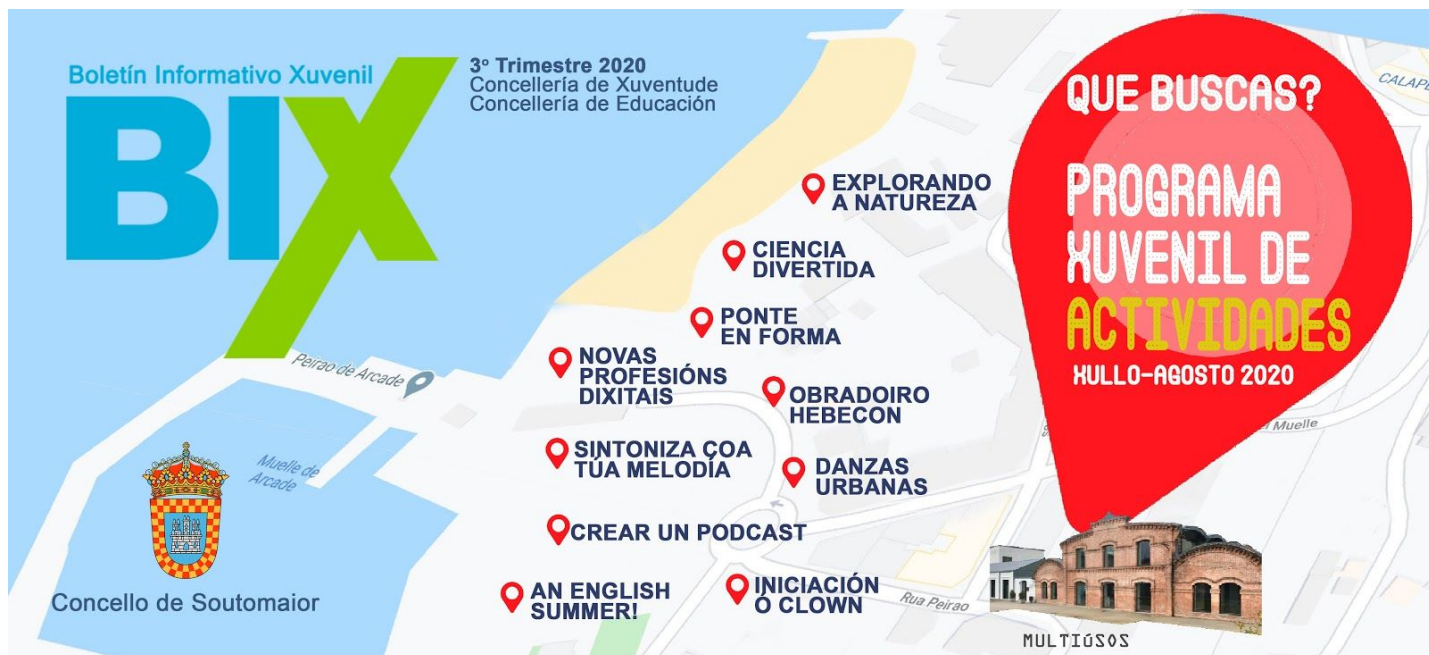 Boletín Informativo Xuvenil
BIX
3º Trimestre 2020
Concellería de Xuventude
Concellería de Educación
QUE BUSCAS?
PROGRAMA
XUVENIL DE
ACTIVIDADES
XULLO-AGOSTO 2020
EXPLORANDO
A NATUREZA
CIENCIA
DIVERTIDA
PONTE
EN FORMA
NOVAS
PROFESIÓNS
DIXITAIS
OBRADOIRO
HEBECON
SINTONIZA COA
TÚA MELODÍA
DANZAS
URBANAS
CREAR UN PODCAST
AN ENGLISH
SUMMER!
INICIACIÓN
Ó CLOWN
Peirao de Arcade
Muelle de
Arcade
Concello de Soutomaior
Rua Peirao
el Muelle
CALAPE
MULTIÚSOS